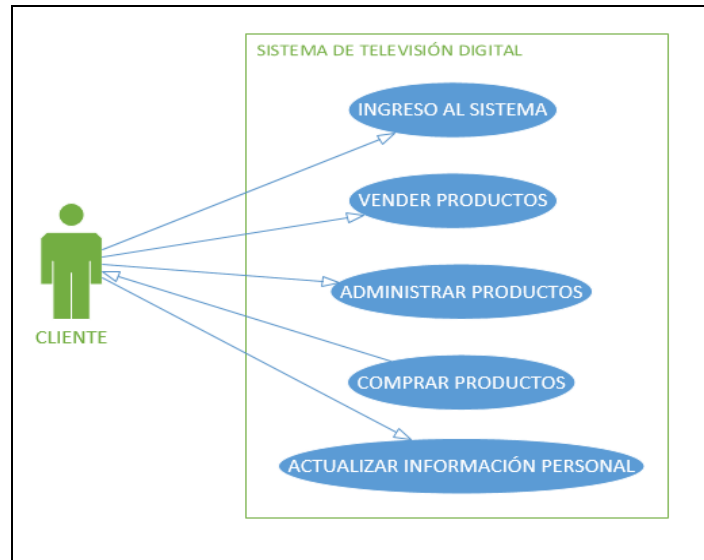 SISTEMA DE TELEVISIÓN DIGITAL
INGRESO AL SISTEMA
VENDER PRODUCTOS
ADMINISTRAR PRODUCTOS
CLIENTE
COMPRAR PRODUCTOS
ACTUALIZAR INFORMACIÓN PERSONAL